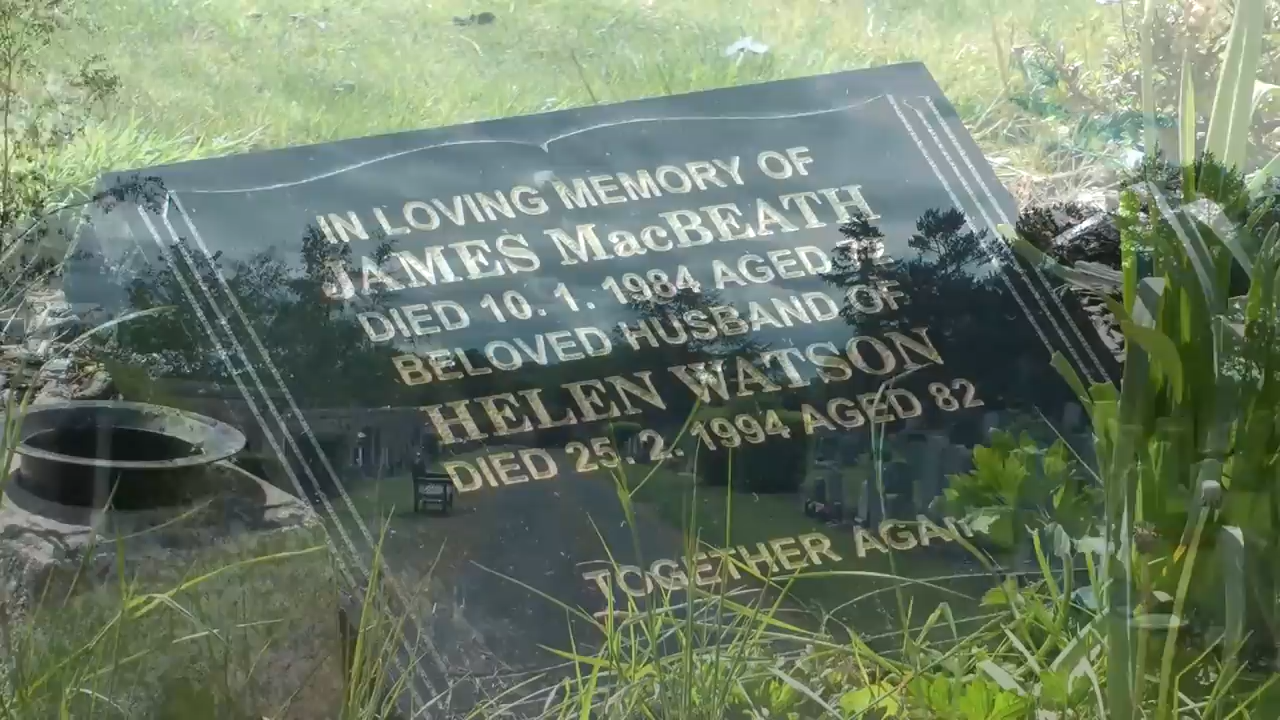 IN LOVING MEMORY OF
JAMES MacBEATH
DIED 10. 1. 1984 AGED
BELOVED HUSBAND OF
HELEN WATSON
DIED 25. 2. 1994 AGED 82
TOGETHER AGAIN